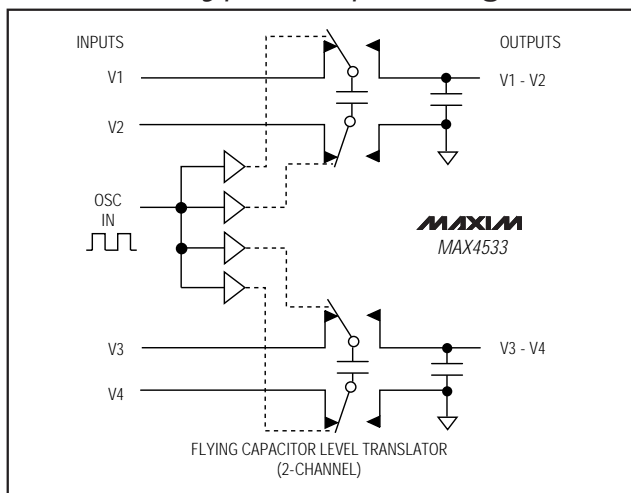 INPUTS
OUTPUTS
V1
V1 - V2
V2
OSC
IN
MAXIM
MAX4533
V3
V3 - V4
V4
FLYING CAPACITOR LEVEL TRANSLATOR
(2-CHANNEL)